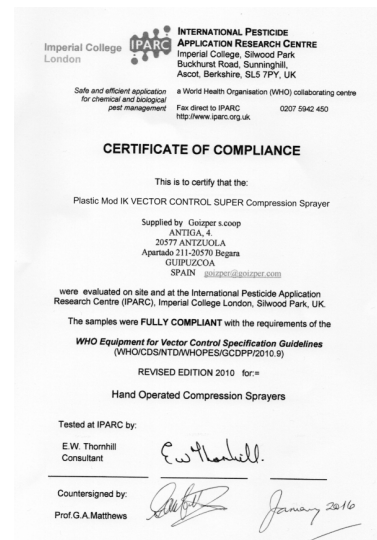 Imperial College
London
IPARC
INTERNATIONAL PESTICIDE
APPLICATION RESEARCH CENTRE
Imperial College, Silwood Park
Buckhurst Road, Sunninghill,
Ascot, Berkshire, SL5 7PY, UK
Safe and efficient application
for chemical and biological
pest management
a World Health Organisation (WHO) collaborating centre
Fax direct to IPARC 0207 5942 450
http://www.iparc.org.uk
CERTIFICATE OF COMPLIANCE
This is to certify that the:
Plastic Mod IK VECTOR CONTROL SUPER Compression Sprayer
Supplied by Goizper s.coop
ANTIGA, 4.
20577 ANTZUOLA
Apartado 211-20570 Begara
GUIPUZCOA
SPAIN goizper@goizper.com
were evaluated on site and at the International Pesticide Application
Research Centre (IPARC), Imperial College London, Silwood Park, UK.
The samples were FULLY COMPLIANT with the requirements of the
WHO Equipment for Vector Control Specification Guidelines
(WHO/CDS/NTD/WHOPES/GCDPP/2010.9)
REVISED EDITION 2010 for:=
Hand Operated Compression Sprayers
Tested at IPARC by:
E.W. Thornhill
Consultant
E.W Thornhill.
Countersigned by:
Prof.G.A.Matthews
January 2016